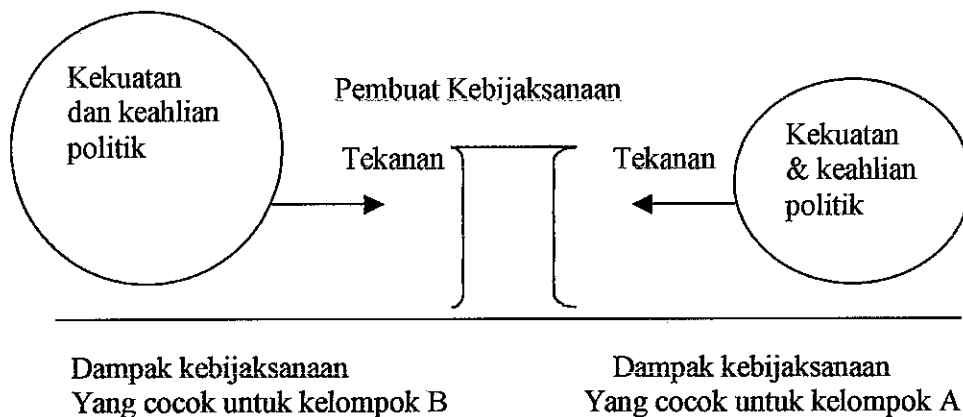 Kekuatan
dan keahlian
politik
Pembuat Kebijaksanaan
Tekanan
Tekanan
Kekuatan
& keahlian
politik
Dampak kebijaksanaan
Yang cocok untuk kelompok B
Dampak kebijaksanaan
Yang cocok untuk kelompok A